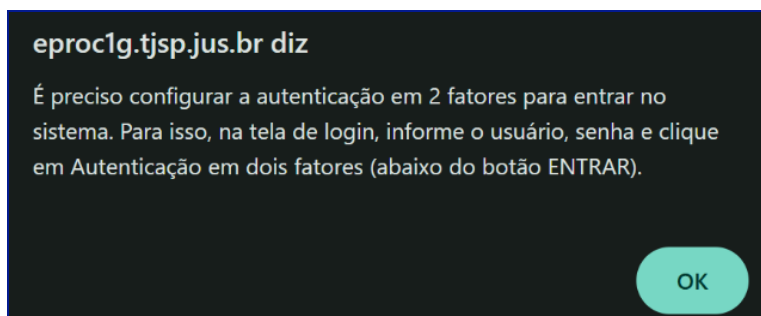 eproc1g.tjsp.jus.br diz
É preciso configurar a autenticação em 2 fatores para entrar no
sistema. Para isso, na tela de login, informe o usuário, senha e clique
em Autenticação em dois fatores (abaixo do botão ENTRAR).
OK